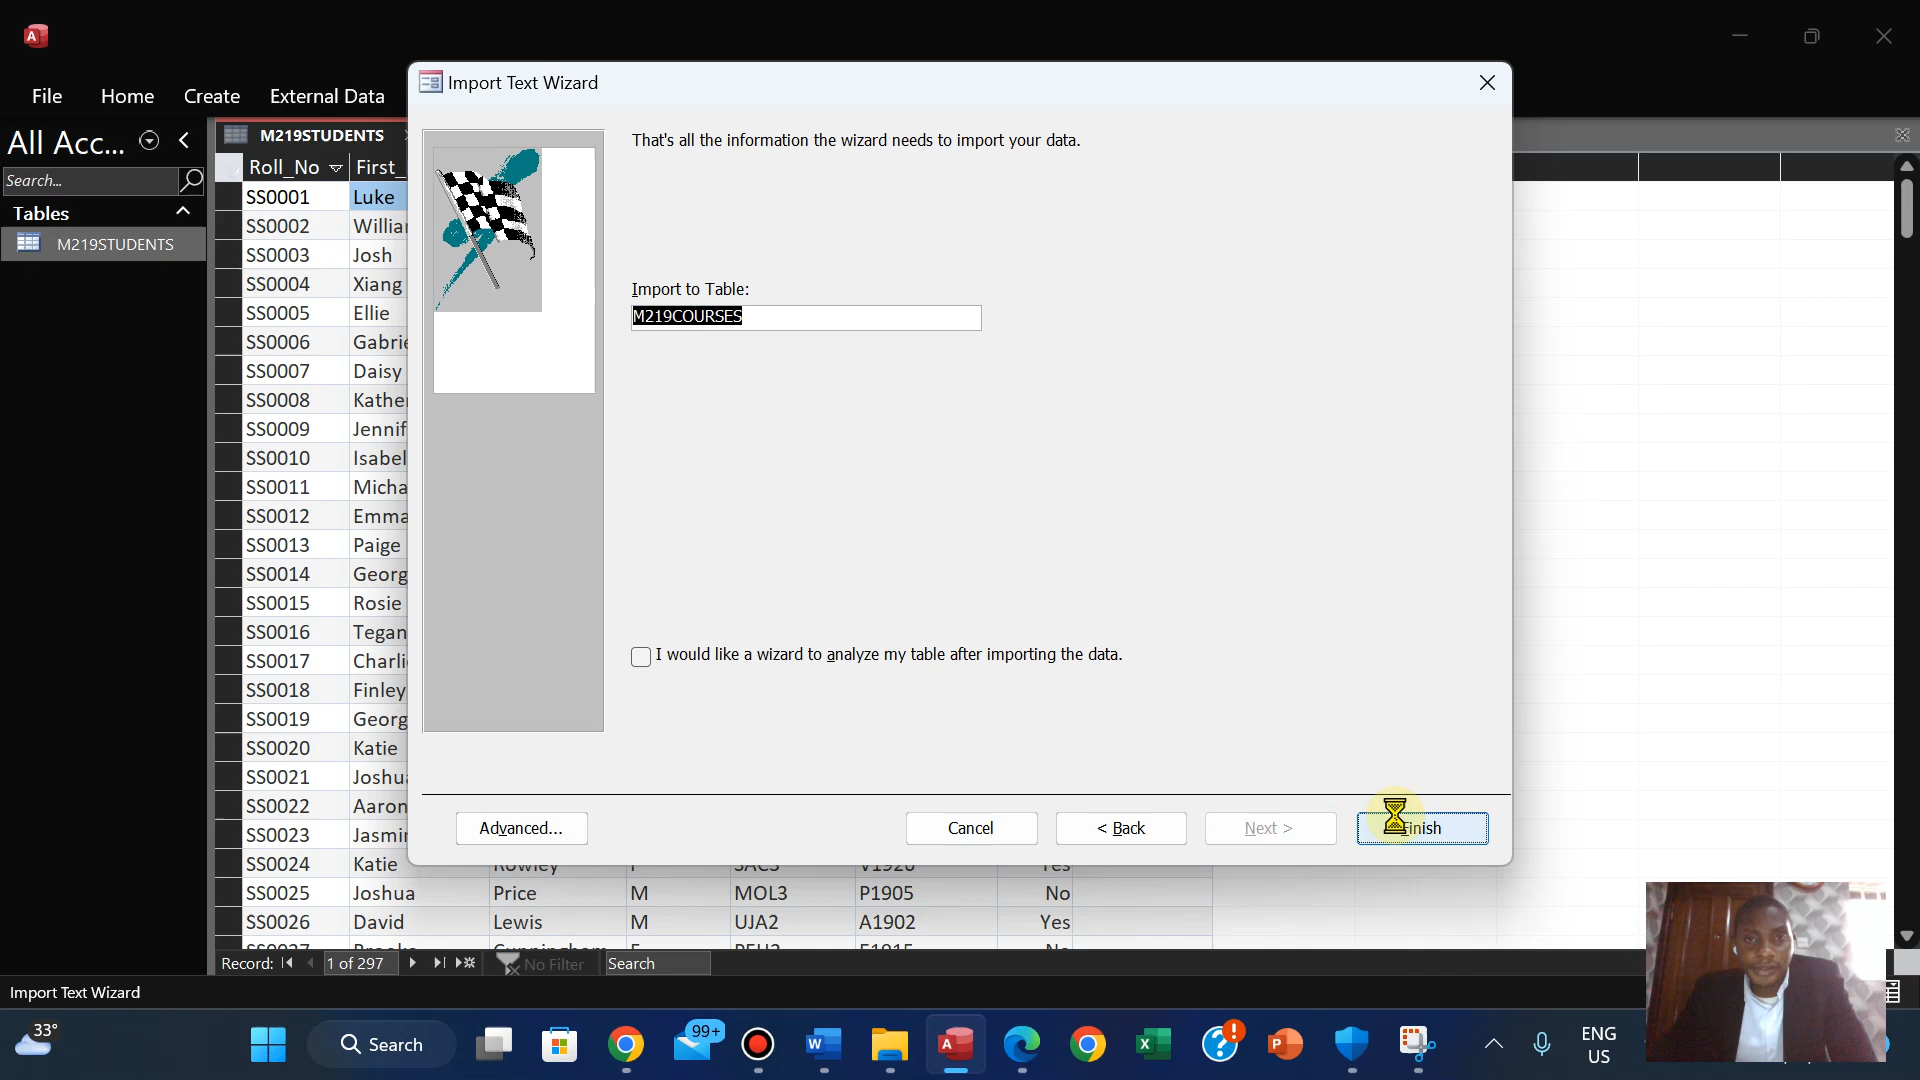 File Home Create External Data
Import Text Wizard
All Acc...
M219STUDENTS
Search...
Tables
M219STUDENTS
Roll_No First_
SS0001 Luke
SS0002
SS0003 Josh
SS0004 Xiang
SS0005 Ellie
SS0006
SS0007 Daisy
SS0008
SS0009
SS0010
SS0011
SS0012 Emma
SS0013 Paige
SS0014
SS0015 Rosie
SS0016 Tegan
SS0017
SS0018 Finley
SS0019
SS0020 Katie
SS0021
SS0022 Aaron
SS0023
SS0024 Katie Rowley
SS0025 Joshua Price M MOL3 P1905 No
SS0026 David Lewis M UJA2 A1902 Yes
That's all the information the wizard needs to import your data.
Import to Table:
M219COURSES
I would like a wizard to analyze my table after importing the data.
Advanced... Cancel < Back Next > Finish
Record: 1 of 297 No Filter Search
Import Text Wizard
33°
Search
99+
ENG
US